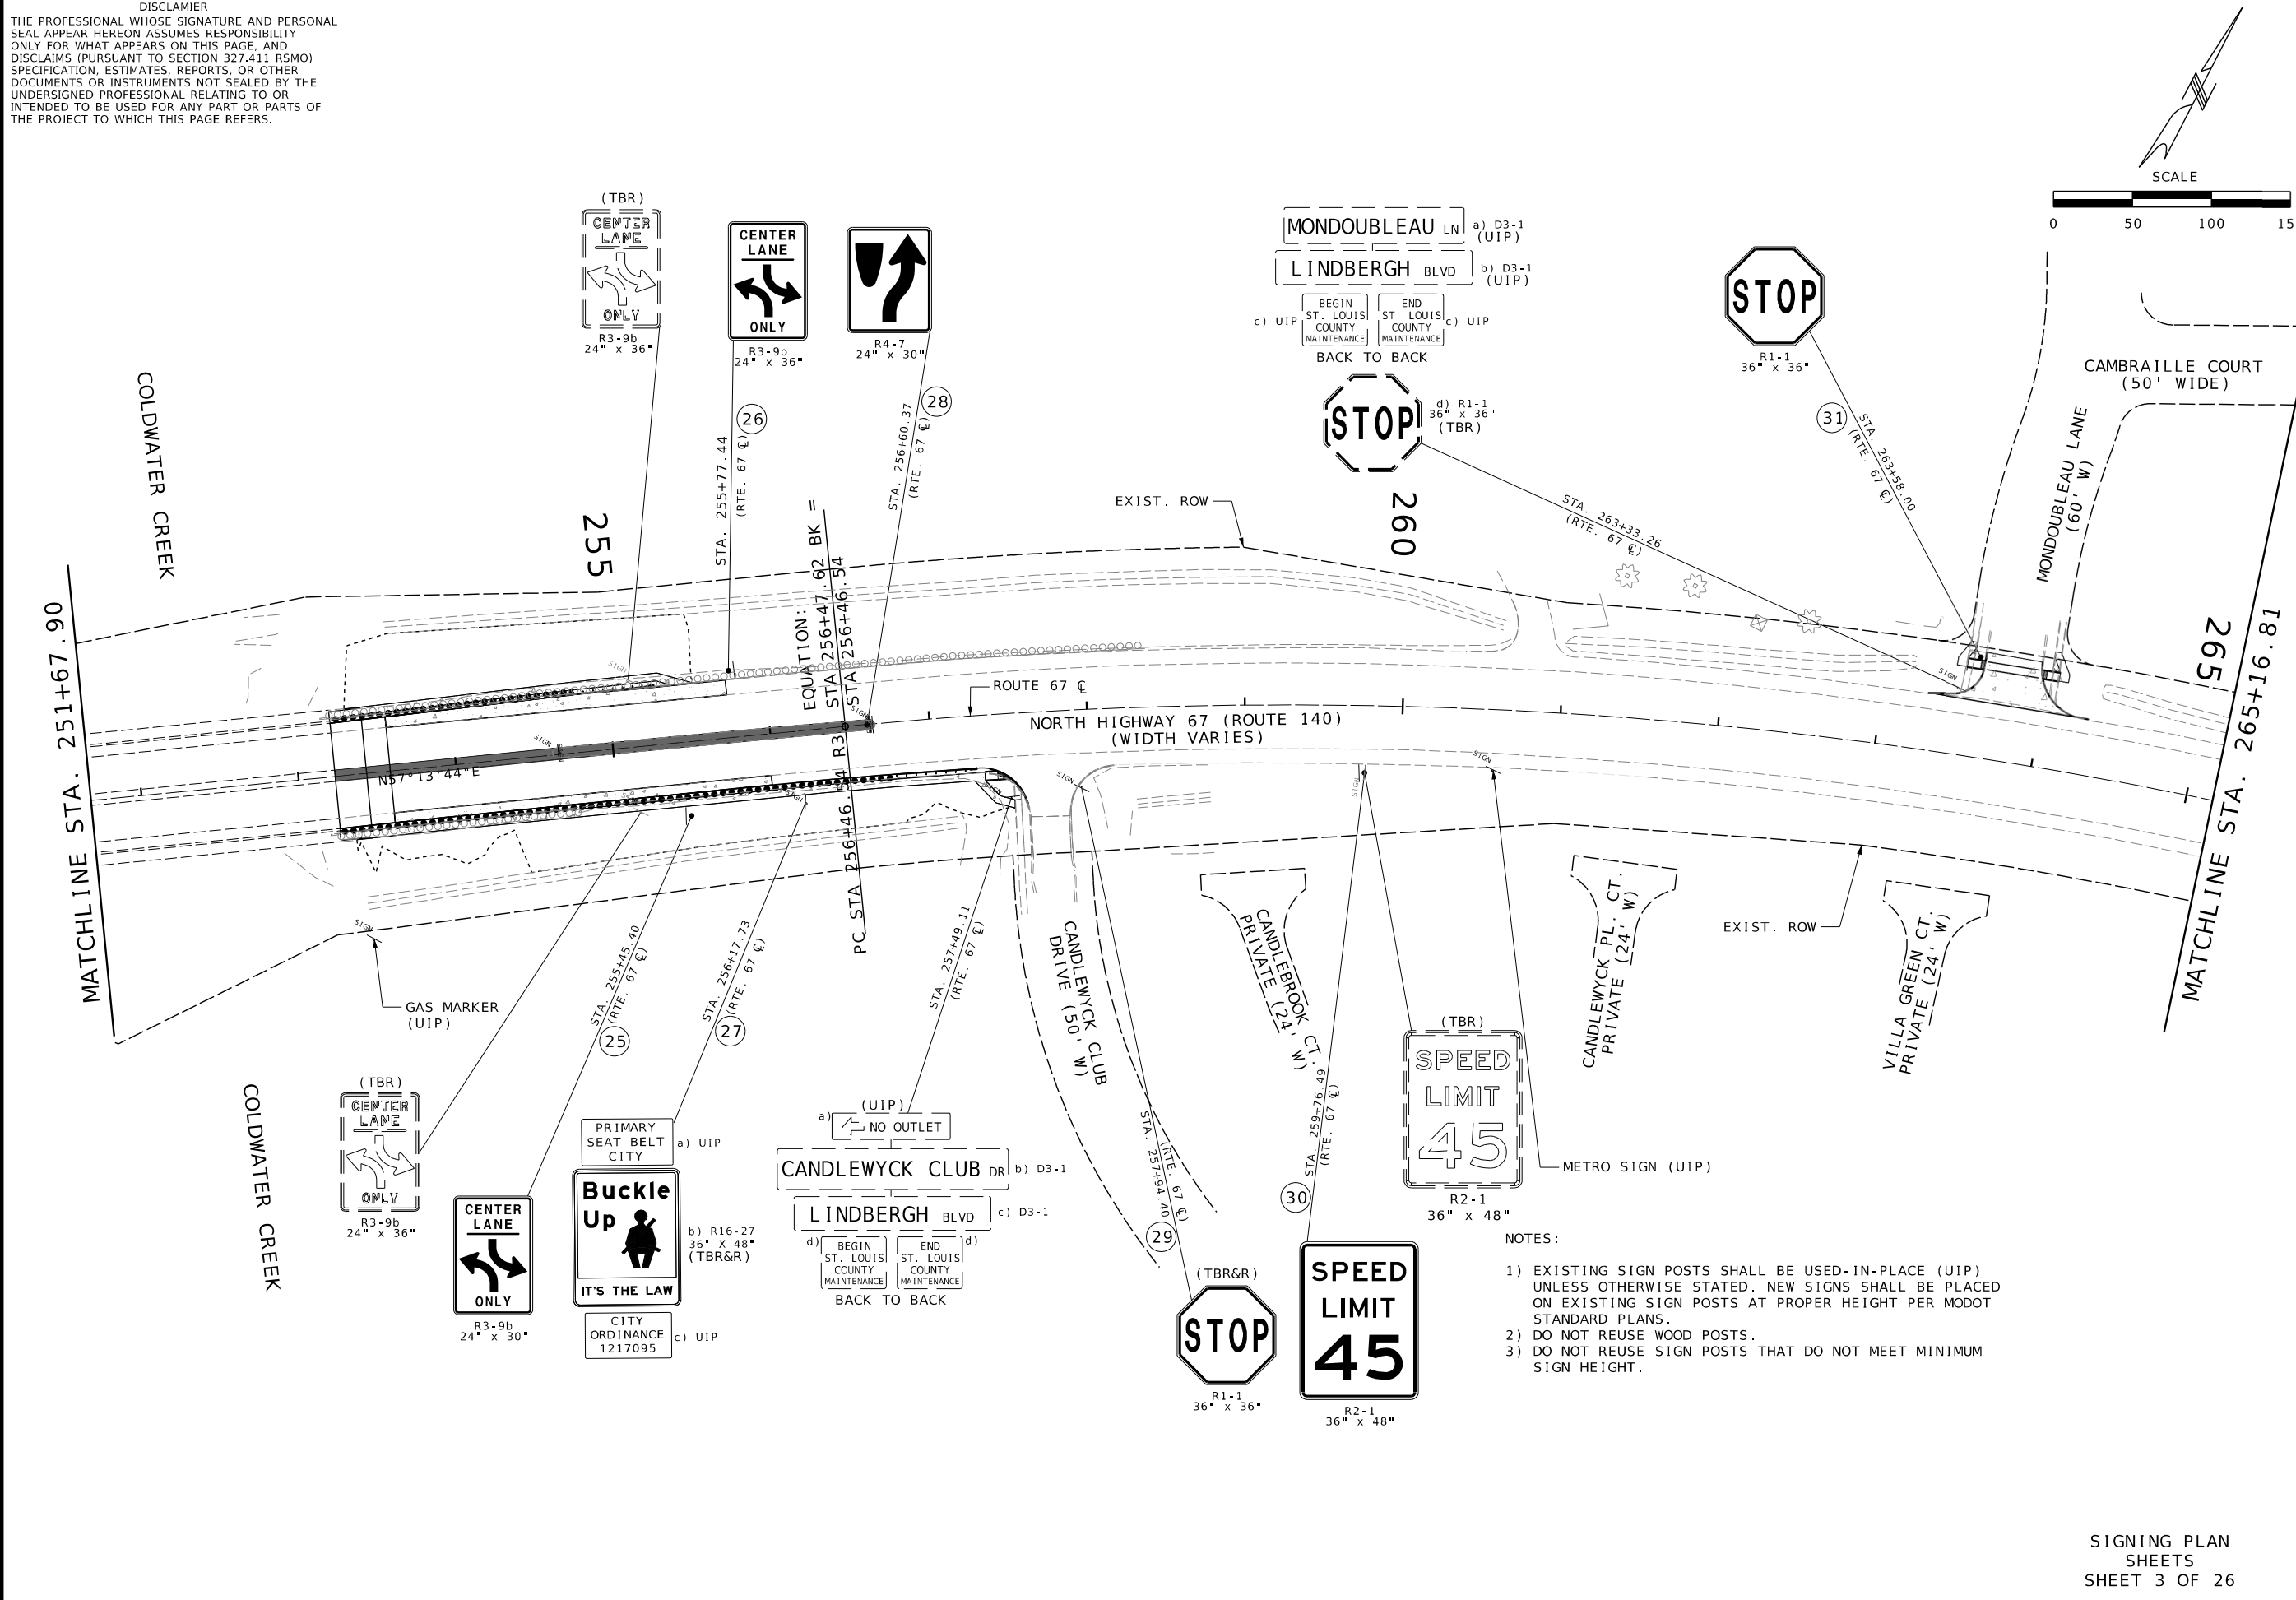 DISCLAMIER
THE PROFESSIONAL WHOSE SIGNATURE AND PERSONAL
SEAL APPEAR HEREON ASSUMES RESPONSIBILITY
ONLY FOR WHAT APPEARS ON THIS PAGE, AND
DISCLAIMS (PURSUANT TO SECTION 327.411 RSMO)
SPECIFICATION, ESTIMATES, REPORTS, OR OTHER
DOCUMENTS OR INSTRUMENTS NOT SEALED BY THE
UNDERSIGNED PROFESSIONAL RELATING TO OR
INTENDED TO BE USED FOR ANY PART OR PARTS OF
THE PROJECT TO WHICH THIS PAGE REFERS.
N
SCALE
0 50 100 15
(TBR)
CENTER
LANE
ONLY
R3-9b
24" x 36"
CENTER
LANE
ONLY
R3-9b
24" x 36"
26
STA. 255+77.44
(RTE. 67 ℄)
R4-7
24" x 30"
28
STA. 256+60.37
(RTE. 67 ℄)
MONDOUBLEAU LN
a) D3-1
(UIP)
LINDBERGH BLVD
b) D3-1
(UIP)
c) UIP
BEGIN
ST. LOUIS
COUNTY
MAINTENANCE
END
ST. LOUIS
COUNTY
MAINTENANCE
c) UIP
BACK TO BACK
STOP
d) R1-1
36" x 36"
(TBR)
STA. 263+33.26
(RTE. 67 ℄)
STOP
R1-1
36" x 36"
31
STA. 263+58.00
(RTE. 67 ℄)
CAMBRAILLE COURT
(50' WIDE)
MONDOUBLEAU LANE
(60' W)
COLDWATER CREEK
255
260
265
EXIST. ROW
EQUATION:
STA 256+47.62 BK =
STA 256+46.54
MATCHLINE STA. 251+67.90
MATCHLINE STA. 265+16.81
ROUTE 67 ℄
NORTH HIGHWAY 67 (ROUTE 140)
(WIDTH VARIES)
N57°13'44"E
PC STA 256+46.54 R3
SIGN
SIGN
SIGN
SIGN
SIGN
SIGN
SIGN
SIGN
SIGN
SIGN
GAS MARKER
(UIP)
COLDWATER CREEK
(TBR)
CENTER
LANE
ONLY
R3-9b
24" x 36"
STA. 255+45.40
(RTE. 67 ℄)
25
CENTER
LANE
ONLY
R3-9b
24" x 30"
STA. 256+17.73
(RTE. 67 ℄)
27
PRIMARY
SEAT BELT
CITY
a) UIP
Buckle
Up
IT'S THE LAW
b) R16-27
36" X 48"
(TBR&R)
CITY
ORDINANCE
1217095
c) UIP
STA. 257+49.11
(RTE. 67 ℄)
(UIP)
a)
NO OUTLET
CANDLEWYCK CLUB DR
b) D3-1
LINDBERGH BLVD
c) D3-1
d)
BEGIN
ST. LOUIS
COUNTY
MAINTENANCE
END
ST. LOUIS
COUNTY
MAINTENANCE
d)
BACK TO BACK
CANDLEWYCK CLUB
DRIVE (50' W)
STA. 257+94.40
(RTE. 67 ℄)
29
(TBR&R)
STOP
R1-1
36" x 36"
CANDLEBROOK CT.
PRIVATE (24' W)
STA. 259+76.49
(RTE. 67 ℄)
30
SPEED
LIMIT
45
R2-1
36" x 48"
(TBR)
SPEED
LIMIT
45
R2-1
36" x 48"
METRO SIGN (UIP)
CANDLEWYCK PL. CT.
PRIVATE (24' W)
EXIST. ROW
VILLA GREEN CT.
PRIVATE (24' W)
NOTES:
1) EXISTING SIGN POSTS SHALL BE USED-IN-PLACE (UIP)
UNLESS OTHERWISE STATED. NEW SIGNS SHALL BE PLACED
ON EXISTING SIGN POSTS AT PROPER HEIGHT PER MODOT
STANDARD PLANS.
2) DO NOT REUSE WOOD POSTS.
3) DO NOT REUSE SIGN POSTS THAT DO NOT MEET MINIMUM
SIGN HEIGHT.
SIGNING PLAN
SHEETS
SHEET 3 OF 26